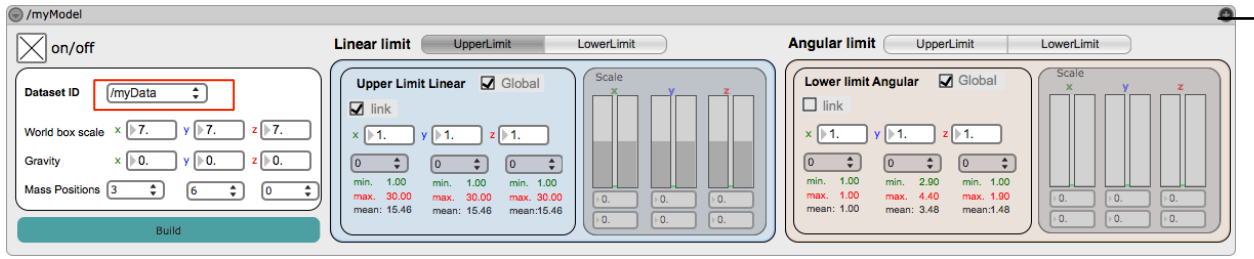 /myModel
on/off
Dataset ID /myData
World box scale x 7. y 7. z 7.
Gravity x 0. y 0. z 0.
Mass Positions 3 6 0
Build
Linear limit UpperLimit LowerLimit
Upper Limit Linear Global
link
x 1. y 1. z 1.
0 0 0
min. 1.00 min. 1.00 min. 1.00
max. 30.00 max. 30.00 max. 30.00
mean: 15.46 mean: 15.46 mean:15.46
Scale
x y z
0. 0. 0.
0. 0. 0.
Angular limit UpperLimit LowerLimit
Lower limit Angular Global
link
x 1. y 1. z 1.
0 0 0
min. 1.00 min. 2.90 min. 1.00
max. 1.00 max. 4.40 max. 1.90
mean: 1.00 mean: 3.48 mean:1.48
Scale
x y z
0. 0. 0.
0. 0. 0.